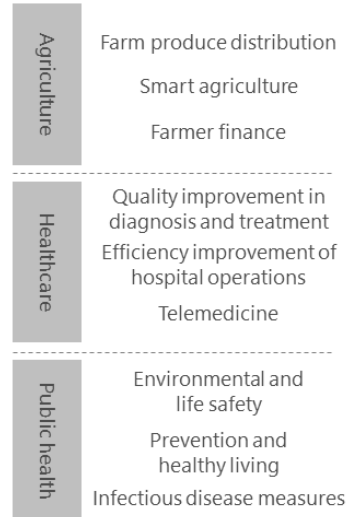 Agriculture
Farm produce distribution
Smart agriculture
Farmer finance
Healthcare
Quality improvement in
diagnosis and treatment
Efficiency improvement of
hospital operations
Telemedicine
Public health
Environmental and
life safety
Prevention and
healthy living
Infectious disease measures